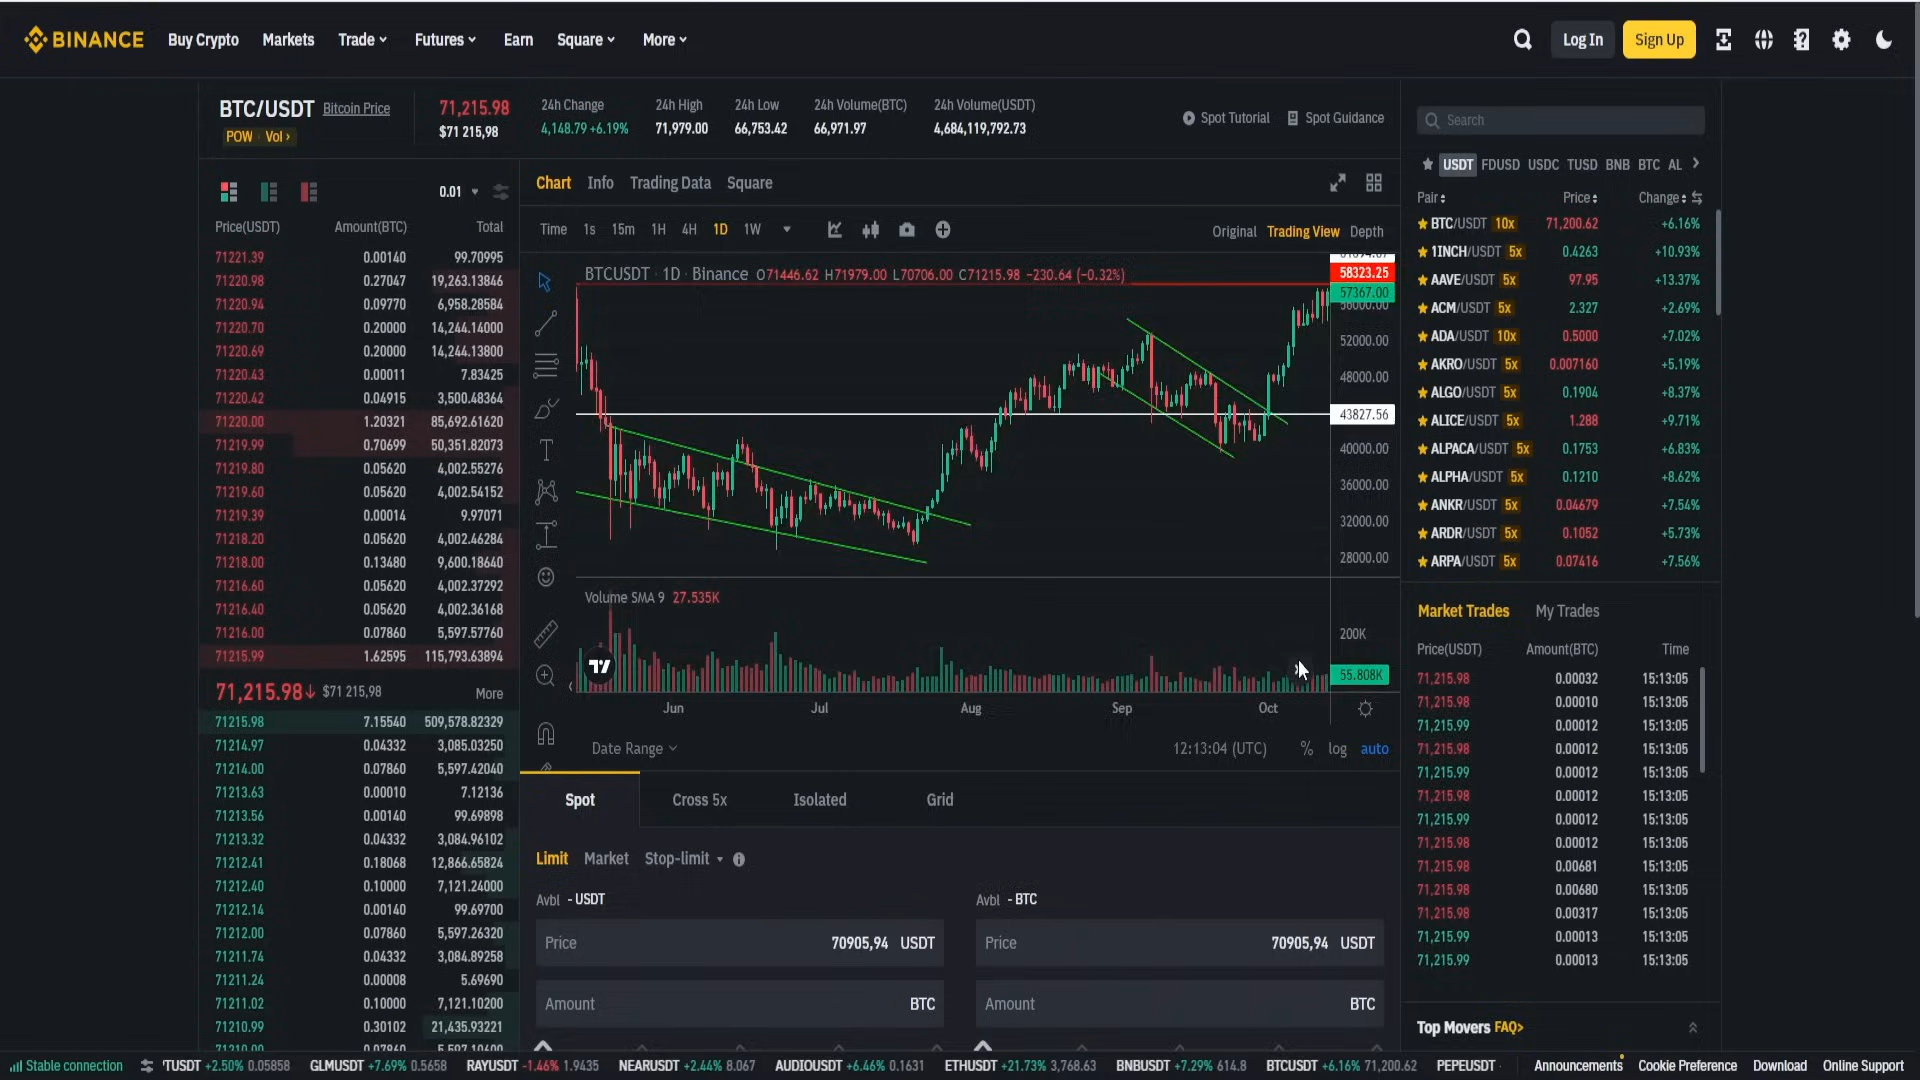 BINANCE Buy Crypto Markets Trade Futures Earn Square More Log In Sign Up
BTC/USDT Bitcoin Price
POW Vol ›
71,215.98
$71 215,98
24h Change
4,148.79 +6.19%
24h High
71,979.00
24h Low
66,753.42
24h Volume(BTC)
66,971.97
24h Volume(USDT)
4,684,119,792.73
Spot Tutorial
Spot Guidance
0.01
Price(USDT) Amount(BTC) Total
71221.39 0.00140 99.70995
71220.98 0.27047 19,263.13846
71220.94 0.09770 6,958.28584
71220.70 0.20000 14,244.14000
71220.69 0.20000 14,244.13800
71220.43 0.00011 7.83425
71220.42 0.04915 3,500.48364
71220.00 1.20321 85,692.61620
71219.99 0.70699 50,351.82073
71219.80 0.05620 4,002.55276
71219.60 0.05620 4,002.54152
71219.39 0.00014 9.97071
71218.20 0.05620 4,002.46284
71218.00 0.13480 9,600.18640
71216.60 0.05620 4,002.37292
71216.40 0.05620 4,002.36168
71216.00 0.07860 5,597.57760
71215.99 1.62595 115,793.63894
71,215.98↓ $71 215,98 More
71215.98 7.15540 509,578.82329
71214.97 0.04332 3,085.03250
71214.00 0.07860 5,597.42040
71213.63 0.00010 7.12136
71213.56 0.00140 99.69898
71213.32 0.04332 3,084.96102
71212.41 0.18068 12,866.65824
71212.40 0.10000 7,121.24000
71212.14 0.00140 99.69700
71212.00 0.07860 5,597.26320
71211.74 0.04332 3,084.89258
71211.24 0.00008 5.69690
71211.02 0.10000 7,121.10200
71210.99 0.30102 21,435.93221
Chart Info Trading Data Square
Time 1s 15m 1H 4H 1D 1W
Original Trading View Depth
BTCUSDT · 1D · Binance O71446.62 H71979.00 L70706.00 C71215.98 −230.64 (−0.32%)
58323.25
57367.00
56000.00
52000.00
48000.00
43827.56
40000.00
36000.00
32000.00
28000.00
Volume SMA 9 27.535K
200K
55.808K
Jun Jul Aug Sep Oct
Date Range 12:13:04 (UTC) % log auto
Spot Cross 5x Isolated Grid
Limit Market Stop-limit
Avbl - USDT
Avbl - BTC
Price 70905,94 USDT
Price 70905,94 USDT
Amount BTC
Amount BTC
Search
USDT FDUSD USDC TUSD BNB BTC AL
Pair Price Change
BTC/USDT 10x 71,200.62 +6.16%
1INCH/USDT 5x 0.4263 +10.93%
AAVE/USDT 5x 97.95 +13.37%
ACM/USDT 5x 2.327 +2.69%
ADA/USDT 10x 0.5000 +7.02%
AKRO/USDT 5x 0.007160 +5.19%
ALGO/USDT 5x 0.1904 +8.37%
ALICE/USDT 5x 1.288 +9.71%
ALPACA/USDT 5x 0.1753 +6.83%
ALPHA/USDT 5x 0.1210 +8.62%
ANKR/USDT 5x 0.04679 +7.54%
ARDR/USDT 5x 0.1052 +5.73%
ARPA/USDT 5x 0.07416 +7.56%
Market Trades My Trades
Price(USDT) Amount(BTC) Time
71,215.98 0.00032 15:13:05
71,215.98 0.00010 15:13:05
71,215.99 0.00012 15:13:05
71,215.98 0.00012 15:13:05
71,215.99 0.00012 15:13:05
71,215.98 0.00012 15:13:05
71,215.99 0.00012 15:13:05
71,215.98 0.00012 15:13:05
71,215.98 0.00681 15:13:05
71,215.98 0.00680 15:13:05
71,215.98 0.00317 15:13:05
71,215.99 0.00013 15:13:05
71,215.99 0.00013 15:13:05
Top Movers FAQ>
Stable connection TUSDT +2.50% 0.05858 GLMUSDT +7.69% 0.5658 RAYUSDT -1.46% 1.9435 NEARUSDT +2.44% 8.067 AUDIOUSDT +6.46% 0.1631 ETHUSDT +21.73% 3,768.63 BNBUSDT +7.29% 614.8 BTCUSDT +6.16% 71,200.62 PEPEUSDT Announcements Cookie Preference Download Online Support